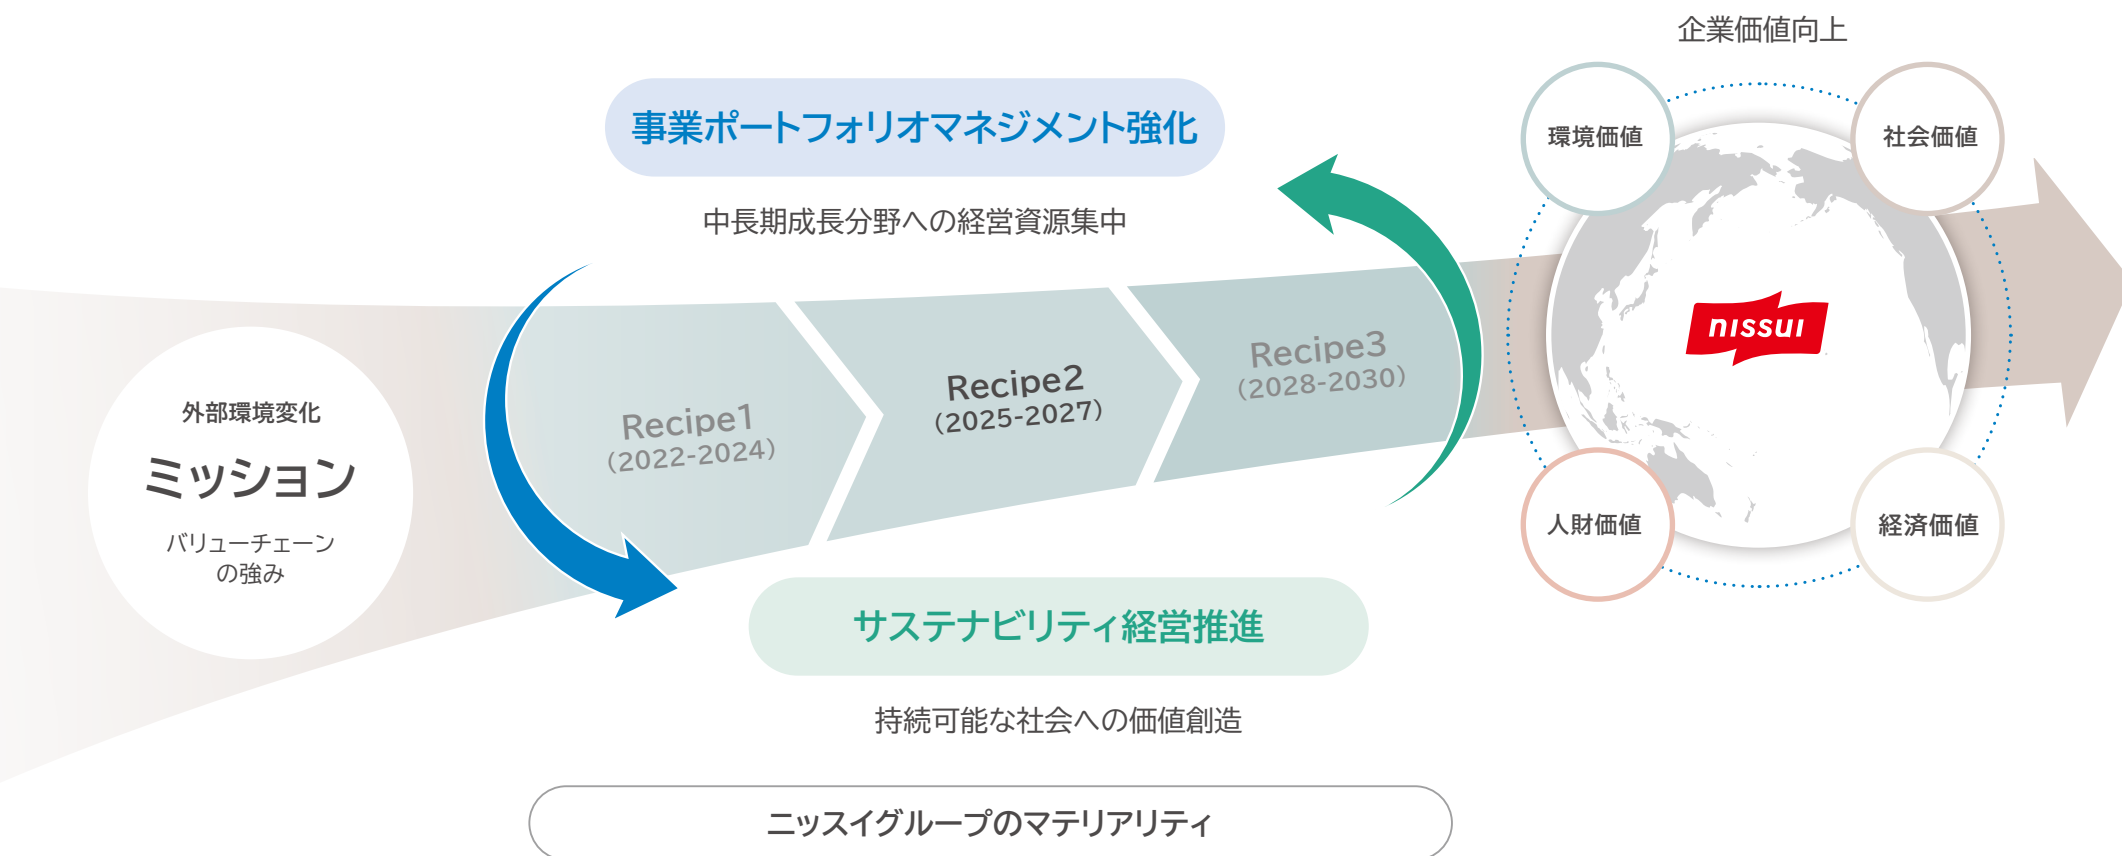 企業価値向上
事業ポートフォリオマネジメント強化
環境価値
社会価値
中長期成長分野への経営資源集中
nissui
外部環境変化
ミッション
バリューチェーン
の強み
Recipe1
(2022-2024)
Recipe2
(2025-2027)
Recipe3
(2028-2030)
人財価値
経済価値
サステナビリティ経営推進
持続可能な社会への価値創造
ニッスイグループのマテリアリティ